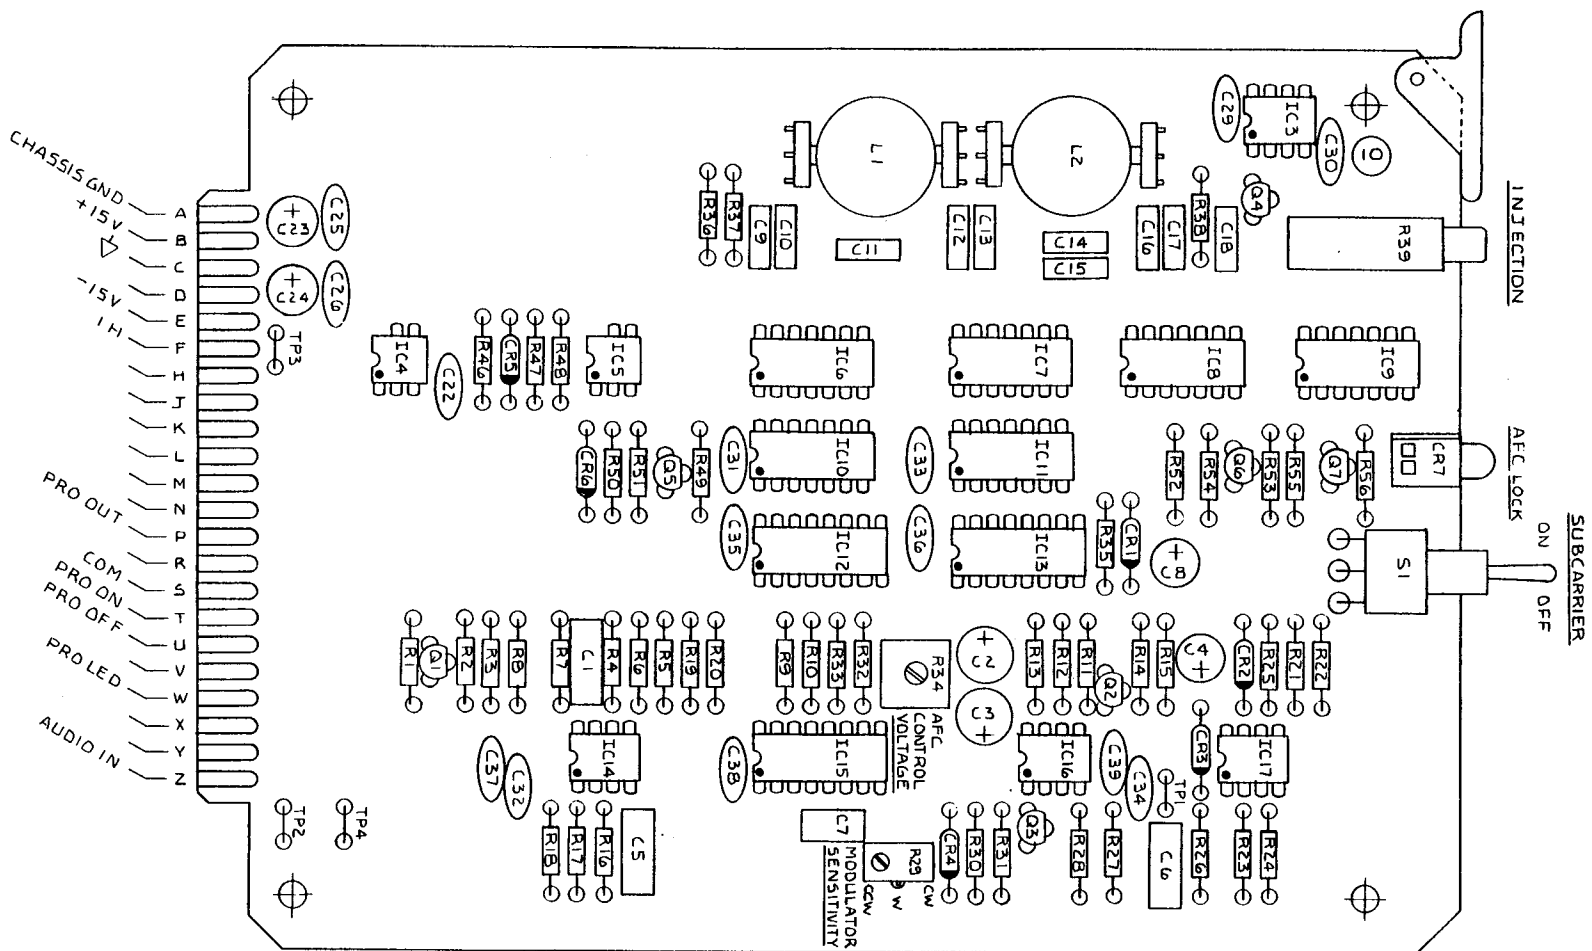 CHASSIS GND
+15V
-15V
1H
PRO OUT
COM
PRO ON
PRO OFF
PRO LED
AUDIO IN
A
B
C
D
E
F
H
J
K
L
M
N
P
R
S
T
U
V
W
X
Y
Z
+
C23
C25
+
C24
C26
TP3
L1
L2
C29
IC3
C30
10
Q4
R36
R37
C9
C10
C11
C12
C13
C14
C15
C16
C17
R38
C18
R39
INJECTION
IC4
C22
R46
CR5
R47
R48
IC5
IC6
IC7
IC8
IC9
CR6
R50
R51
Q5
R49
C31
IC10
C33
IC11
R52
R54
Q6
R53
R55
Q7
R56
CR7
AFC LOCK
C35
IC12
C36
IC13
R35
CR1
+
C8
S1
ON
OFF
SUBCARRIER
R1
Q1
R2
R3
R8
R7
C1
R4
R6
R5
R19
R20
R9
R10
R33
R32
R34
AFC
CONTROL
VOLTAGE
+
C2
C3
+
R13
R12
R11
Q2
R14
R15
C4
+
CR2
R25
R21
R22
C37
C32
IC14
C38
IC15
IC16
C39
C34
TP1
CR3
IC17
TP2
TP4
R18
R17
R16
C5
C7
MODULATOR
SENSITIVITY
R29
CCW
W
CW
CR4
R30
R31
Q3
R28
R27
C6
R26
R23
R24